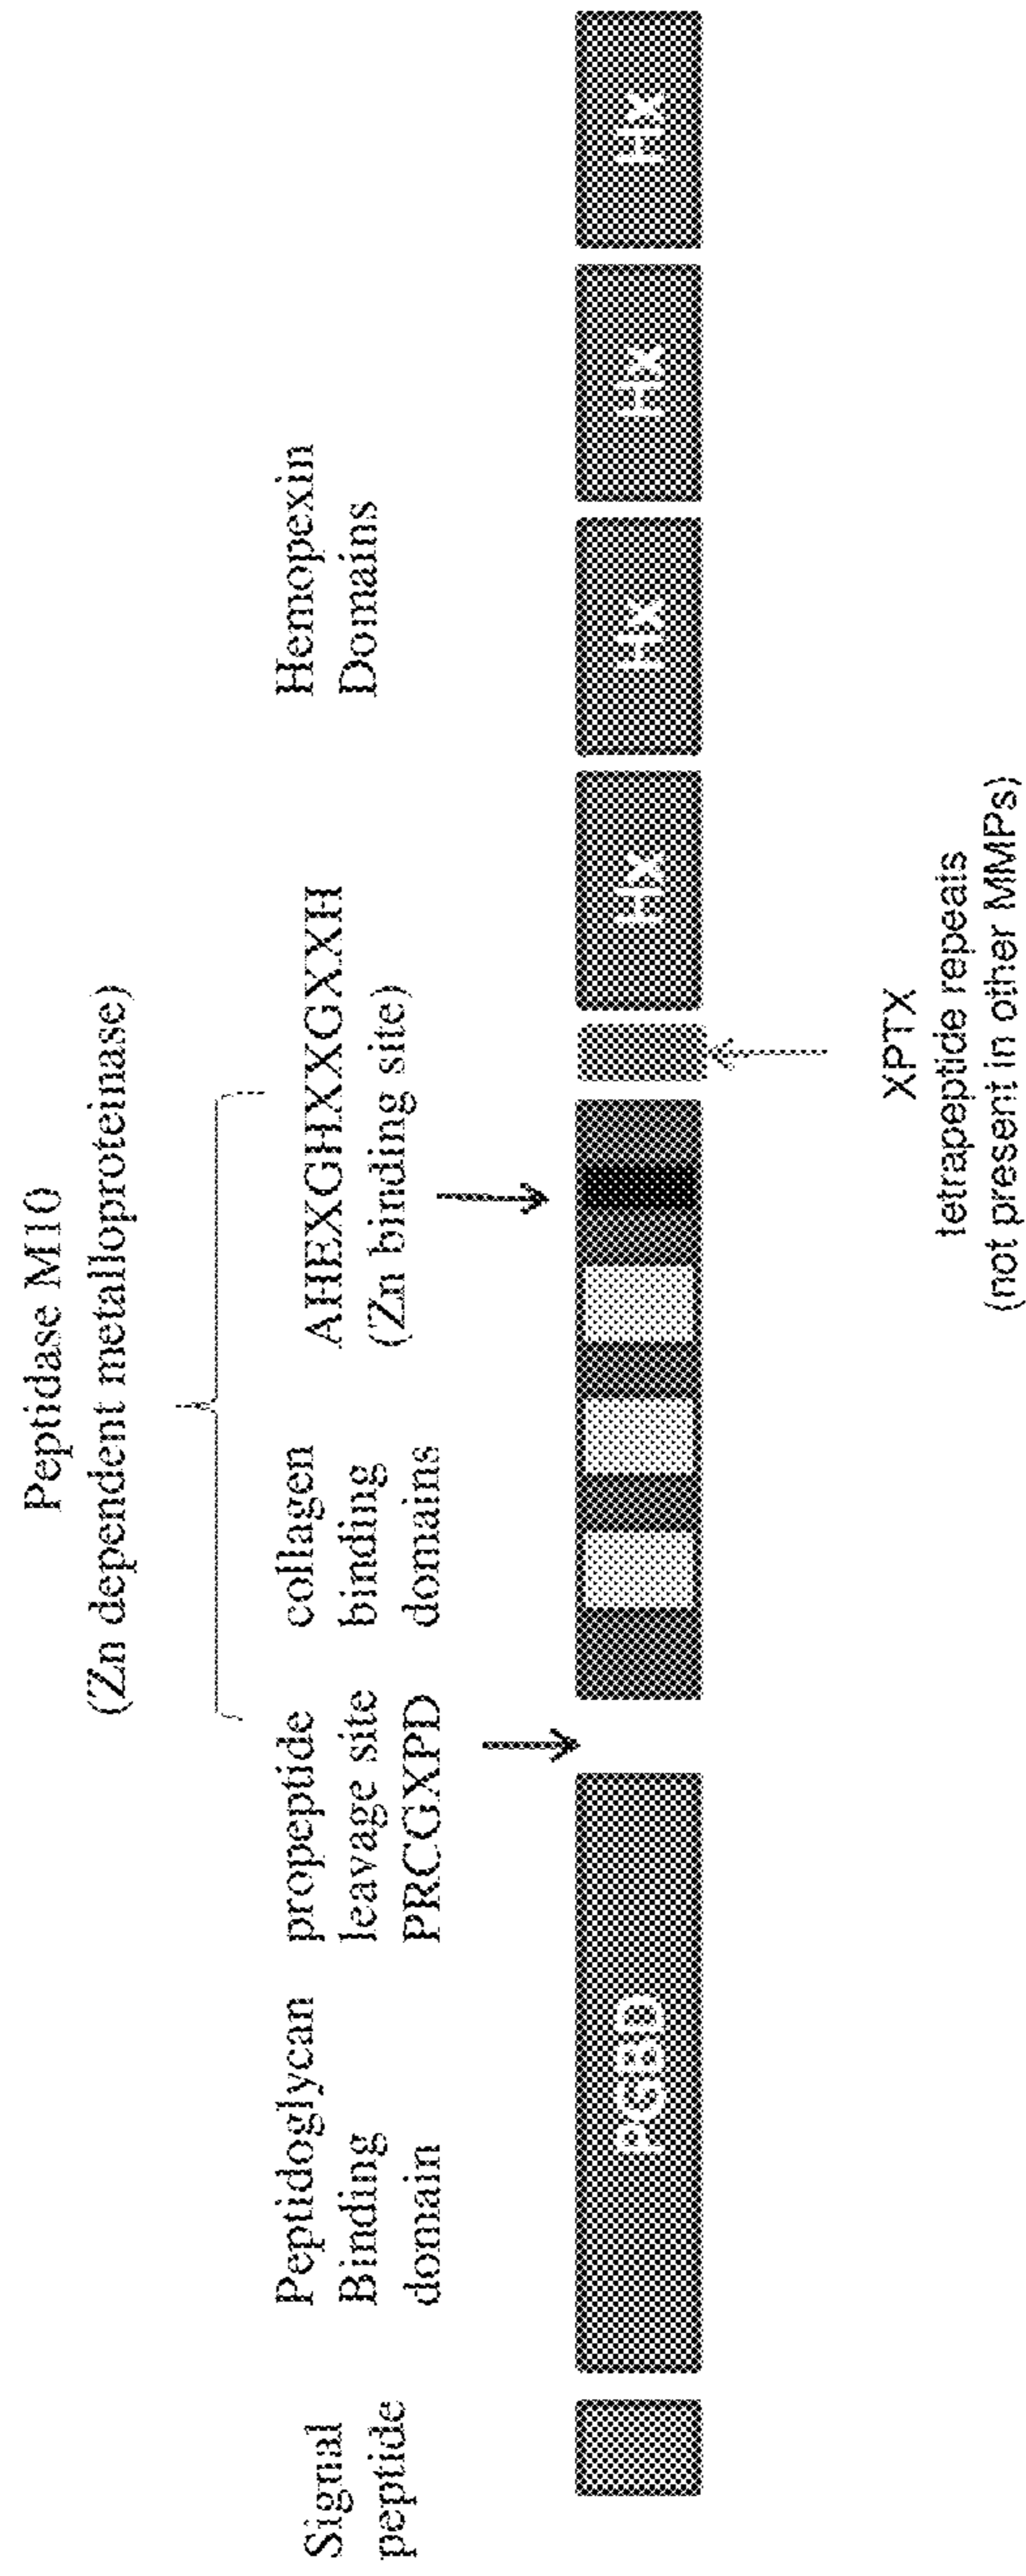 Peptidase M10
(Zn dependent metalloproteinase)
Signal
peptide
Peptidoglycan
Binding
domain
propeptide
leavage site
PRCGXPD
collagen
binding
domains
AHEXGHXXGXXH
(Zn binding site)
Hemopexin
Domains
PGBD
Hx
Hx
Hx
Hx
XPTX
tetrapeptide repeats
(not present in other MMPs)